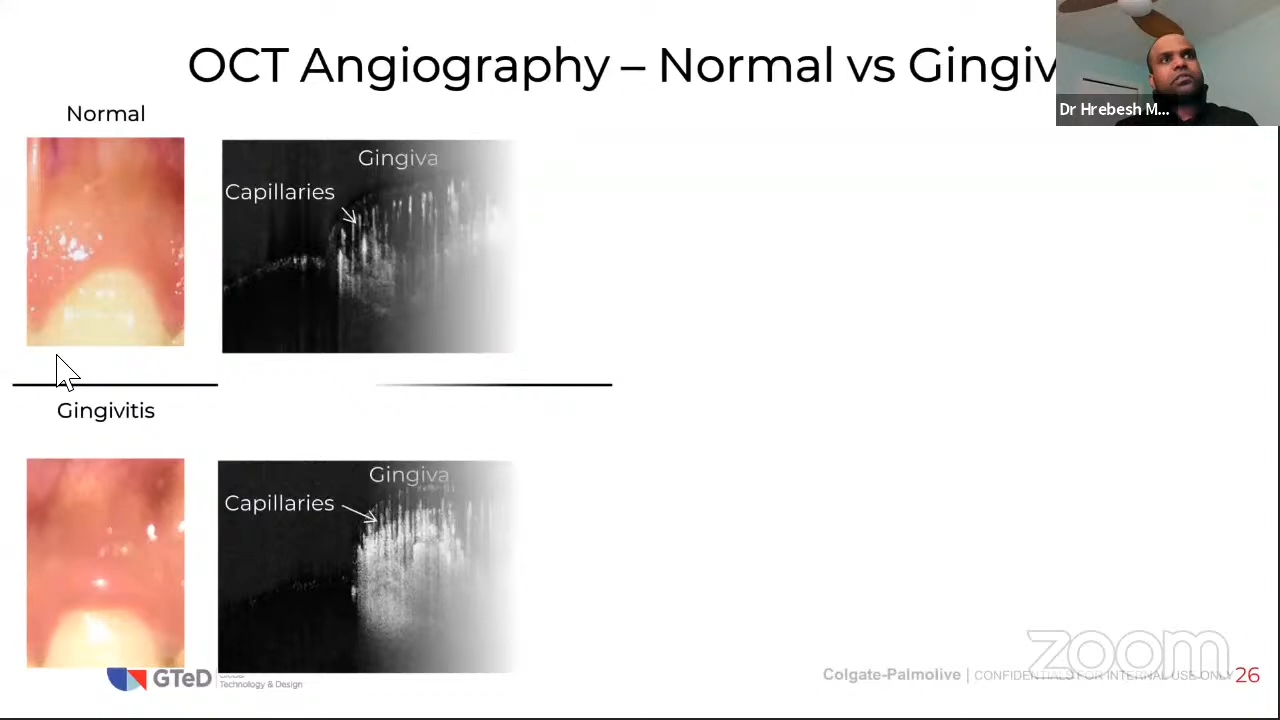 OCT Angiography – Normal vs Gingiv
Dr Hrebesh M...
Normal
Gingiva
Capillaries
Gingivitis
Gingiva
Capillaries
GTeD
Technology & Design
Colgate-Palmolive | CONFIDENTIALS FOR INTERNAL USE ONLY
26
zoom